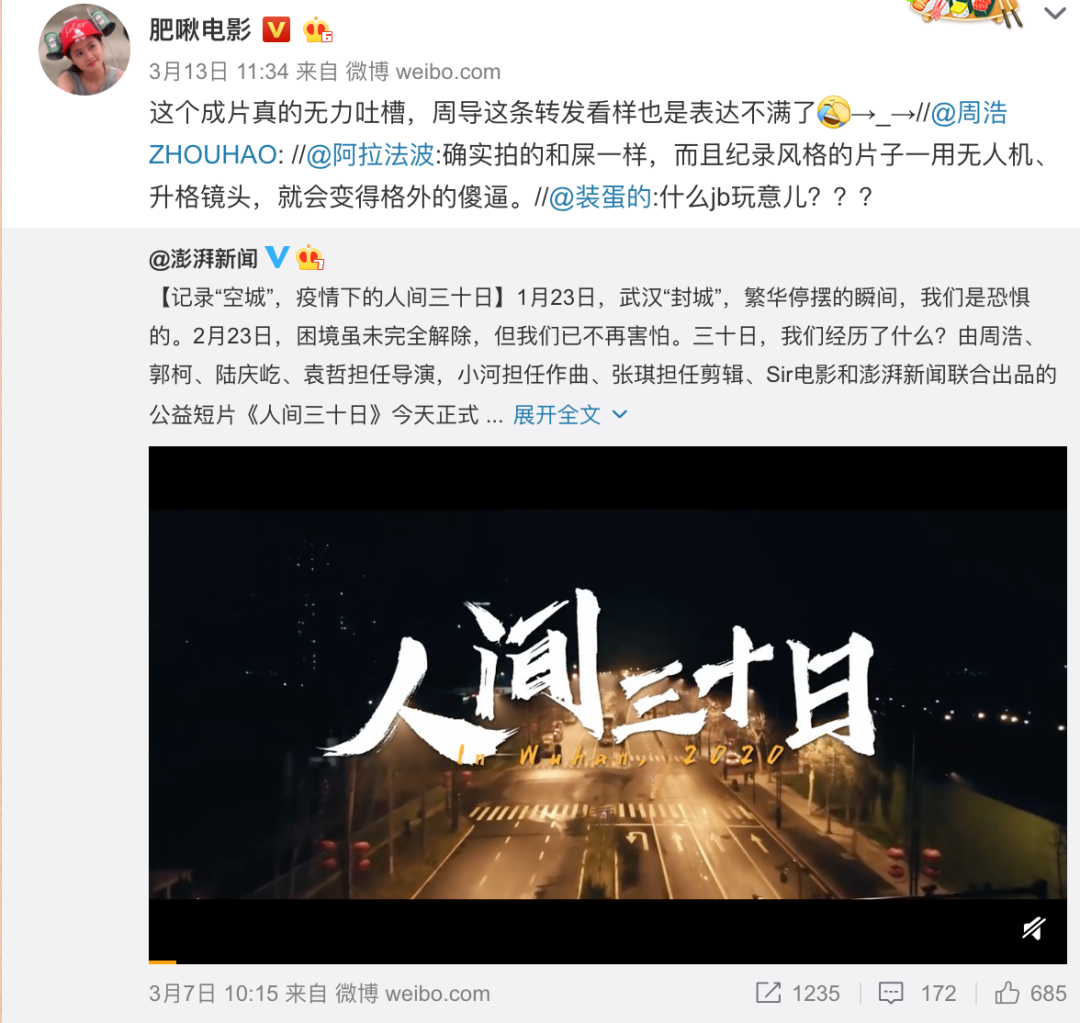 肥啾电影
3月13日 11:34 来自 微博 weibo.com
这个成片真的无力吐槽，周导这条转发看样也是表达不满了→_→//@周浩
ZHOUHAO: //@阿拉法波:确实拍的和屎一样，而且纪录风格的片子一用无人机、
升格镜头，就会变得格外的傻逼。//@装蛋的:什么jb玩意儿？？？
@澎湃新闻
【记录“空城”，疫情下的人间三十日】1月23日，武汉“封城”，繁华停摆的瞬间，我们是恐惧
的。2月23日，困境虽未完全解除，但我们已不再害怕。三十日，我们经历了什么？由周浩、
郭柯、陆庆屹、袁哲担任导演，小河担任作曲、张琪担任剪辑、Sir电影和澎湃新闻联合出品的
公益短片《人间三十日》今天正式 ... 展开全文
人间三十日
In Wuhan, 2020
3月7日 10:15 来自 微博 weibo.com 1235 172 685